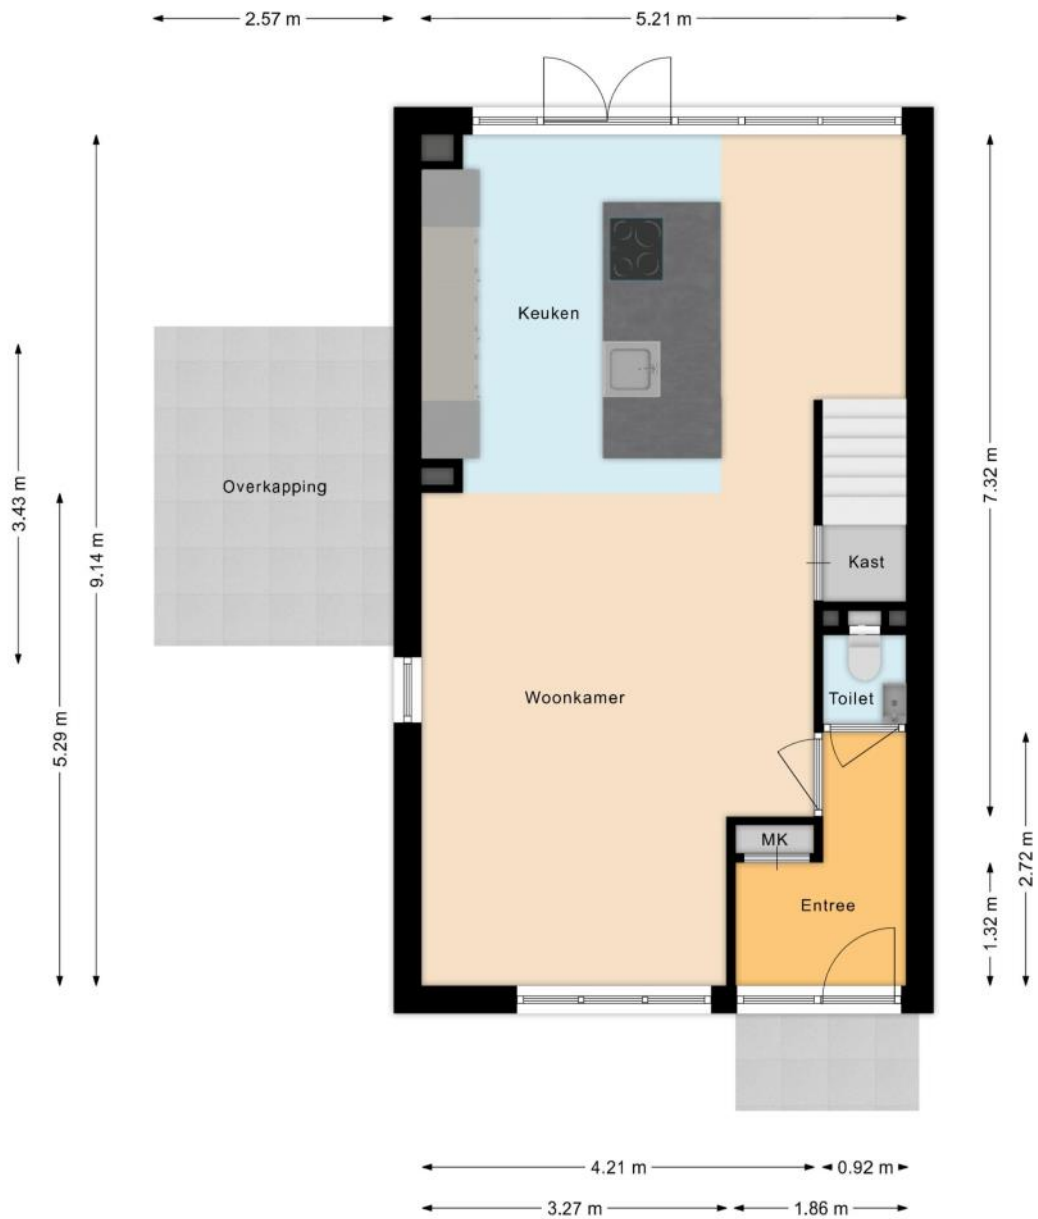 2.57 m
5.21 m
Keuken
Overkapping
3.43 m
9.14 m
7.32 m
Kast
Woonkamer
Toilet
5.29 m
MK
2.72 m
Entree
1.32 m
4.21 m
0.92 m
3.27 m
1.86 m